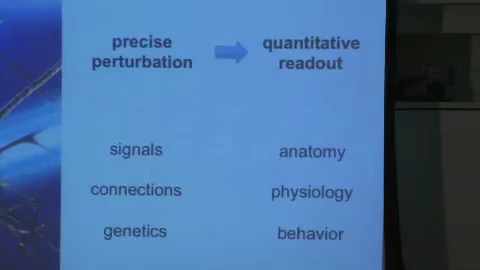 precise
perturbation
quantitative
readout
signals
anatomy
connections
physiology
genetics
behavior